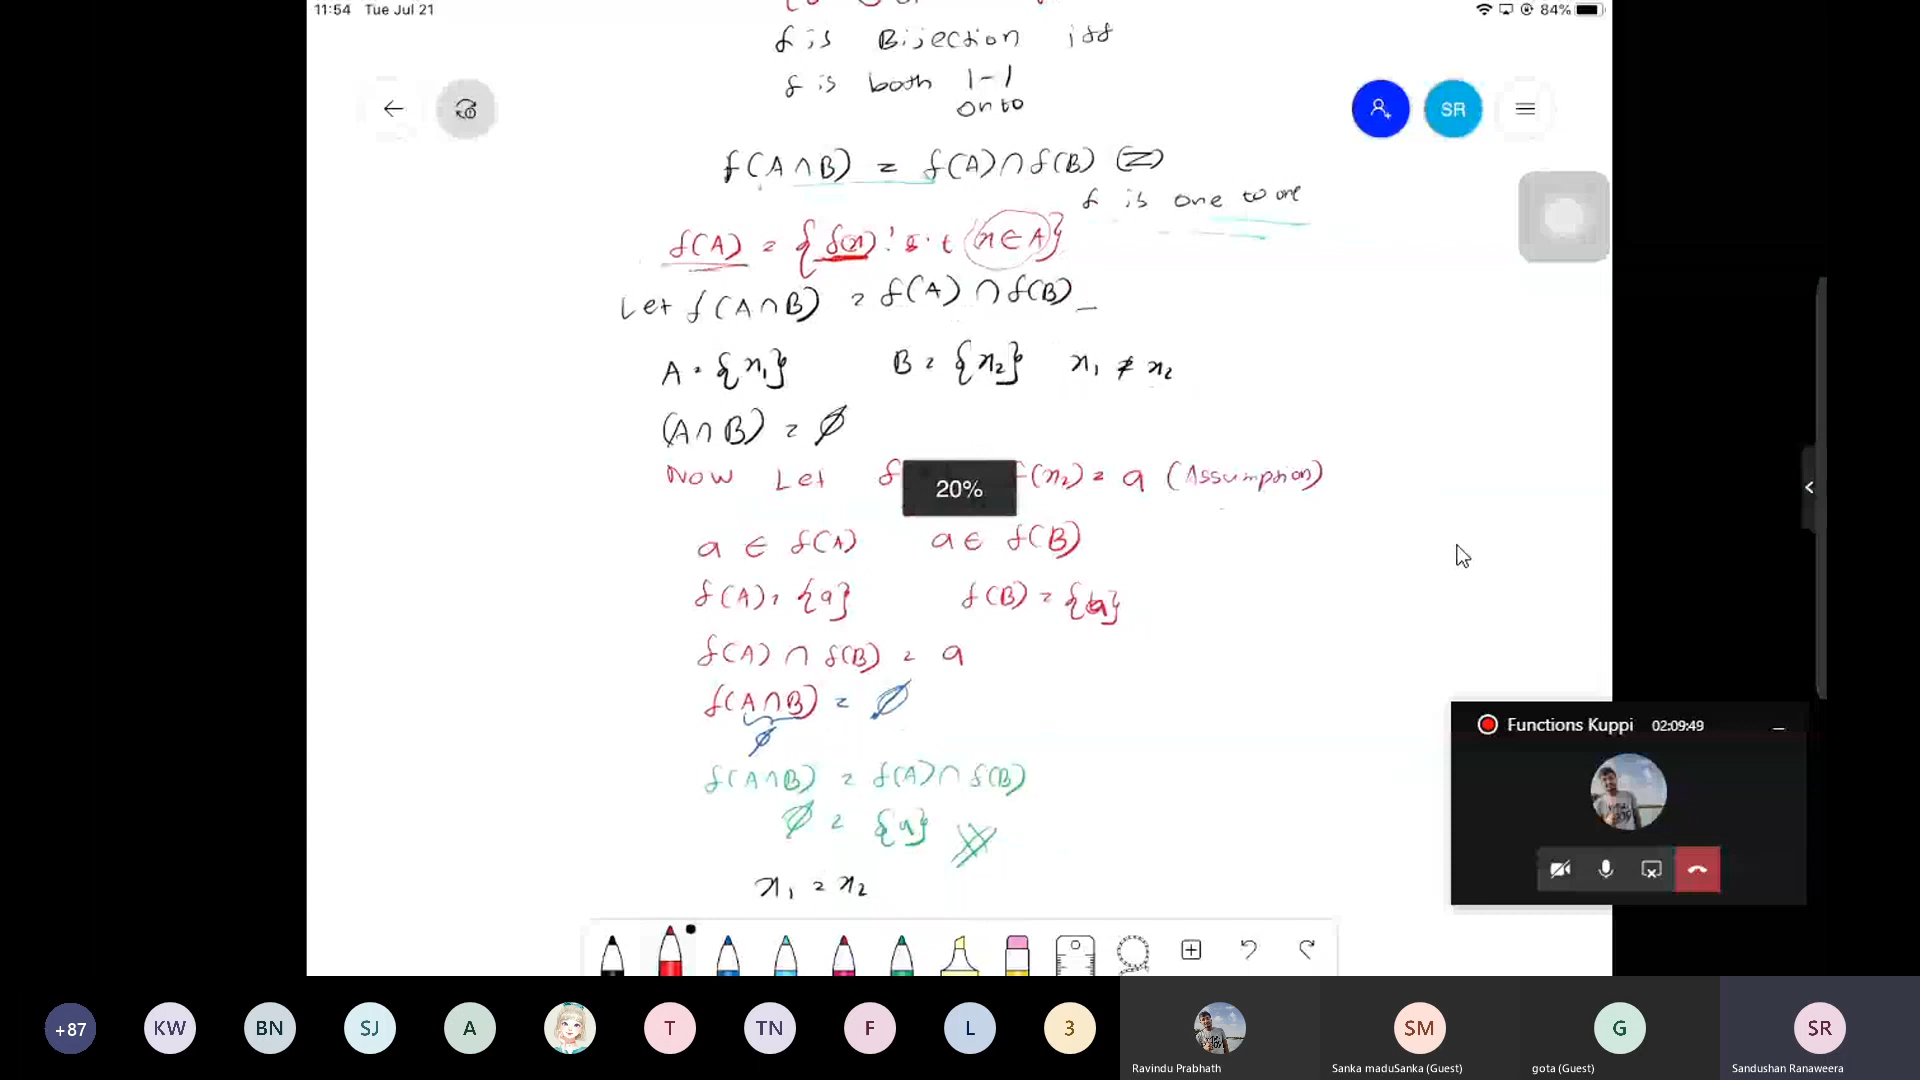 11:54 Tue Jul 21
84%
f is Bijection iff
f is both 1-1
onto
SR
f(A∩B) = f(A)∩f(B) (=)
f is one to one
f(A) = {f(x) : s.t (x∈A}
Let f(A∩B) = f(A)∩f(B)
A = {x₁} B = {x₂} x₁ ≠ x₂
(A∩B) = ∅
Now Let f f(x₂) = a (Assumption)
20%
a ∈ f(A) a ∈ f(B)
f(A) = {a} f(B) = {a}
f(A) ∩ f(B) = a
f(A∩B) = ∅
∅
f(A∩B) = f(A)∩f(B)
∅ = {a}
x₁ = x₂
Functions Kuppi 02:09:49
+87 KW BN SJ A T TN F L 3 SM G SR
Ravindu Prabhath Sanka maduSanka (Guest) gota (Guest) Sandushan Ranaweera